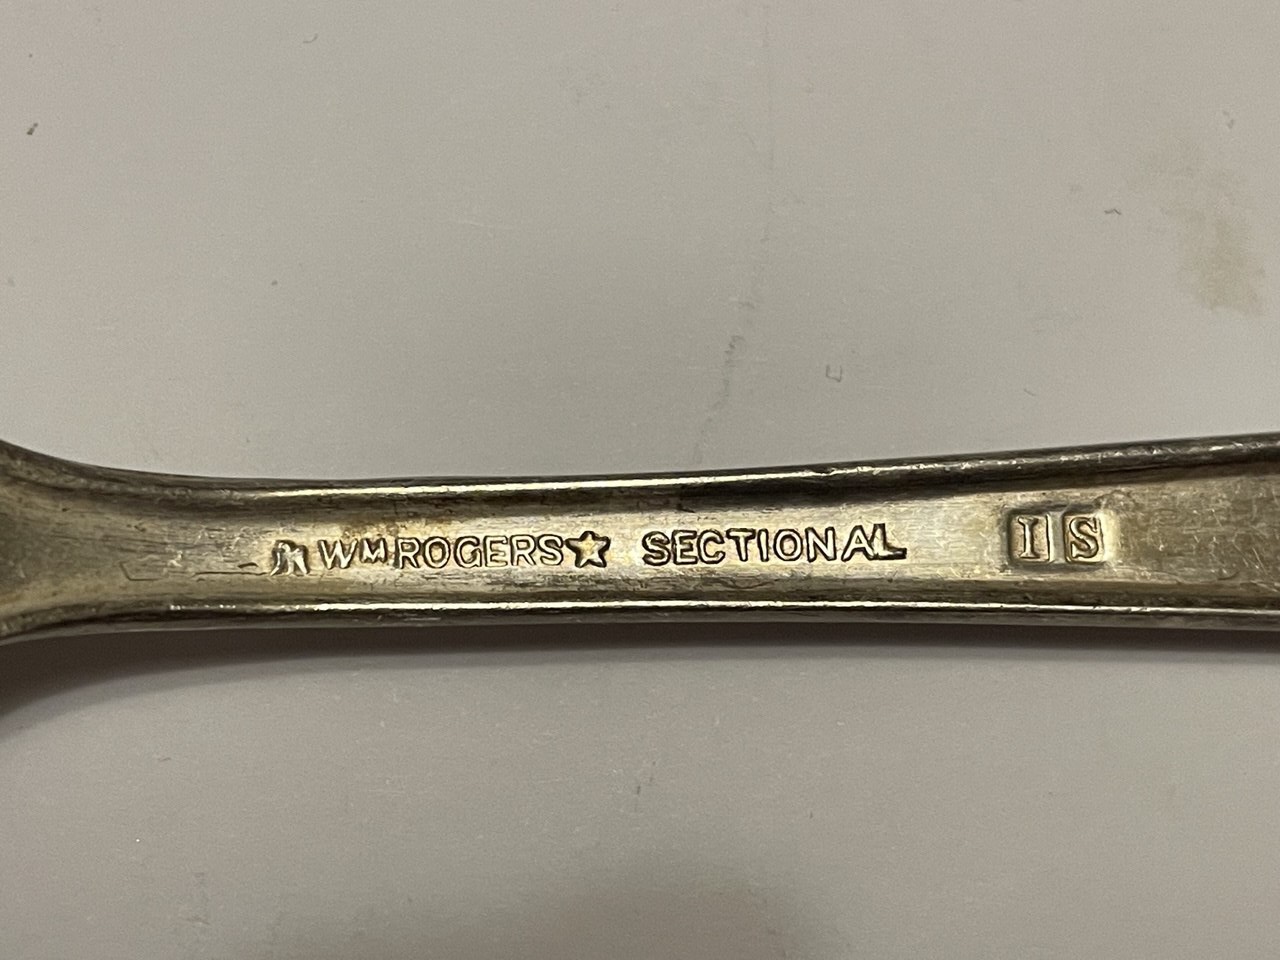 Wm ROGERS★ SECTIONAL IS